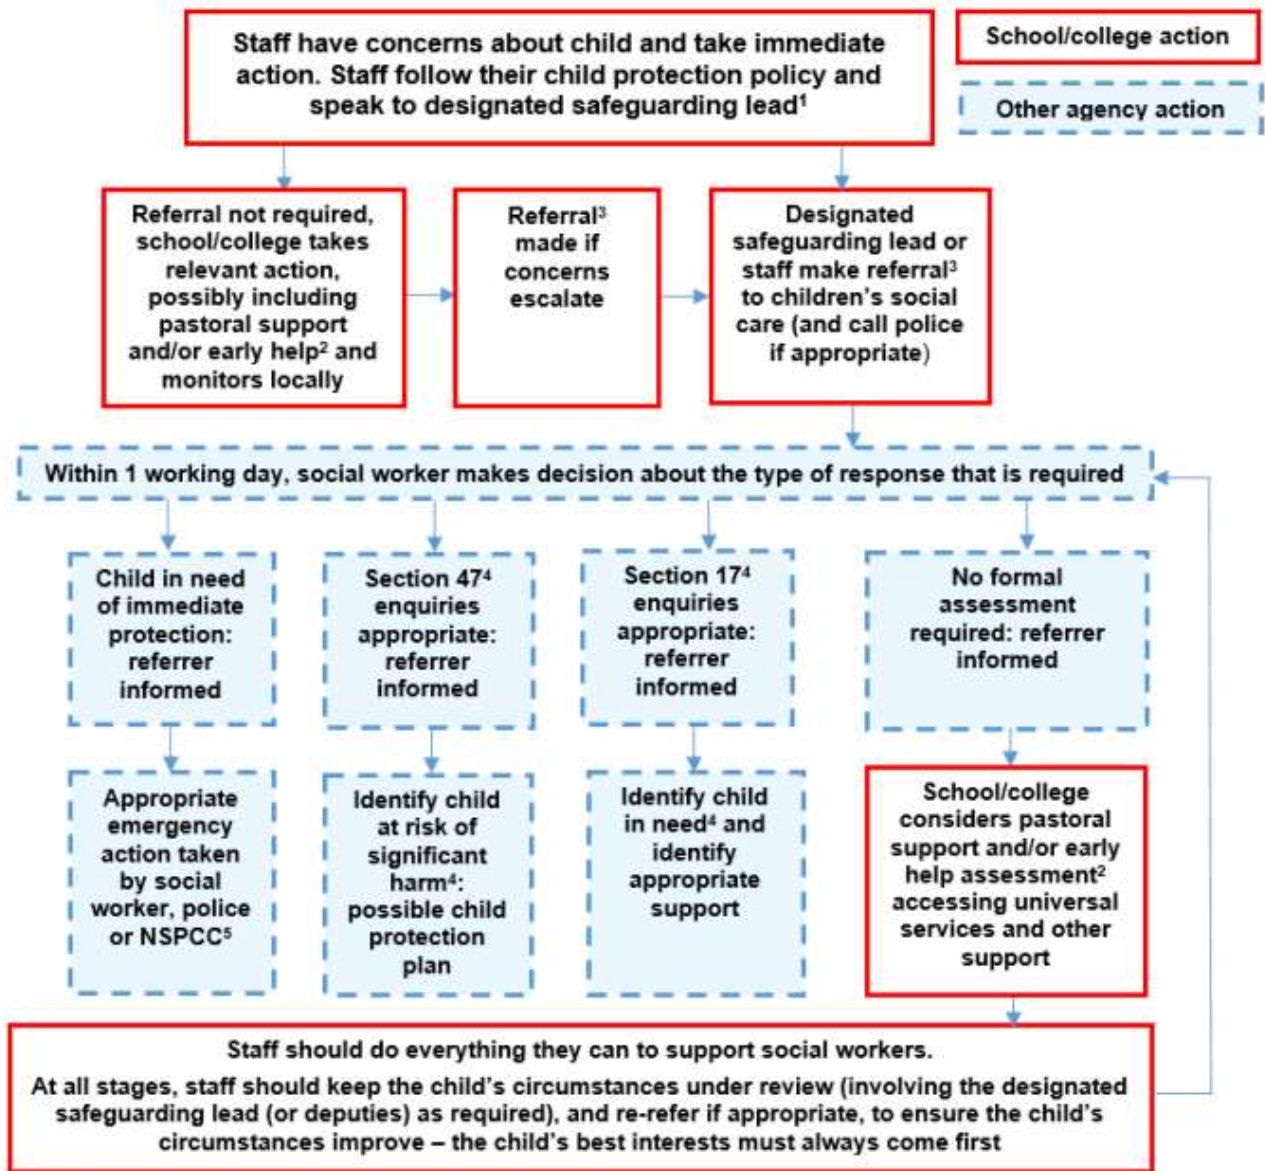 Staff have concerns about child and take immediate
action. Staff follow their child protection policy and
speak to designated safeguarding lead¹
School/college action
Other agency action
Referral not required,
school/college takes
relevant action,
possibly including
pastoral support
and/or early help² and
monitors locally
Referral³
made if
concerns
escalate
Designated
safeguarding lead or
staff make referral³
to children’s social
care (and call police
if appropriate)
Within 1 working day, social worker makes decision about the type of response that is required
Child in need
of immediate
protection:
referrer
informed
Section 47⁴
enquiries
appropriate:
referrer
informed
Section 17⁴
enquiries
appropriate:
referrer
informed
No formal
assessment
required: referrer
informed
Appropriate
emergency
action taken
by social
worker, police
or NSPCC⁵
Identify child
at risk of
significant
harm⁴:
possible child
protection
plan
Identify child
in need⁴ and
identify
appropriate
support
School/college
considers pastoral
support and/or early
help assessment²
accessing universal
services and other
support
Staff should do everything they can to support social workers.
At all stages, staff should keep the child’s circumstances under review (involving the designated
safeguarding lead (or deputies) as required), and re-refer if appropriate, to ensure the child’s
circumstances improve – the child’s best interests must always come first